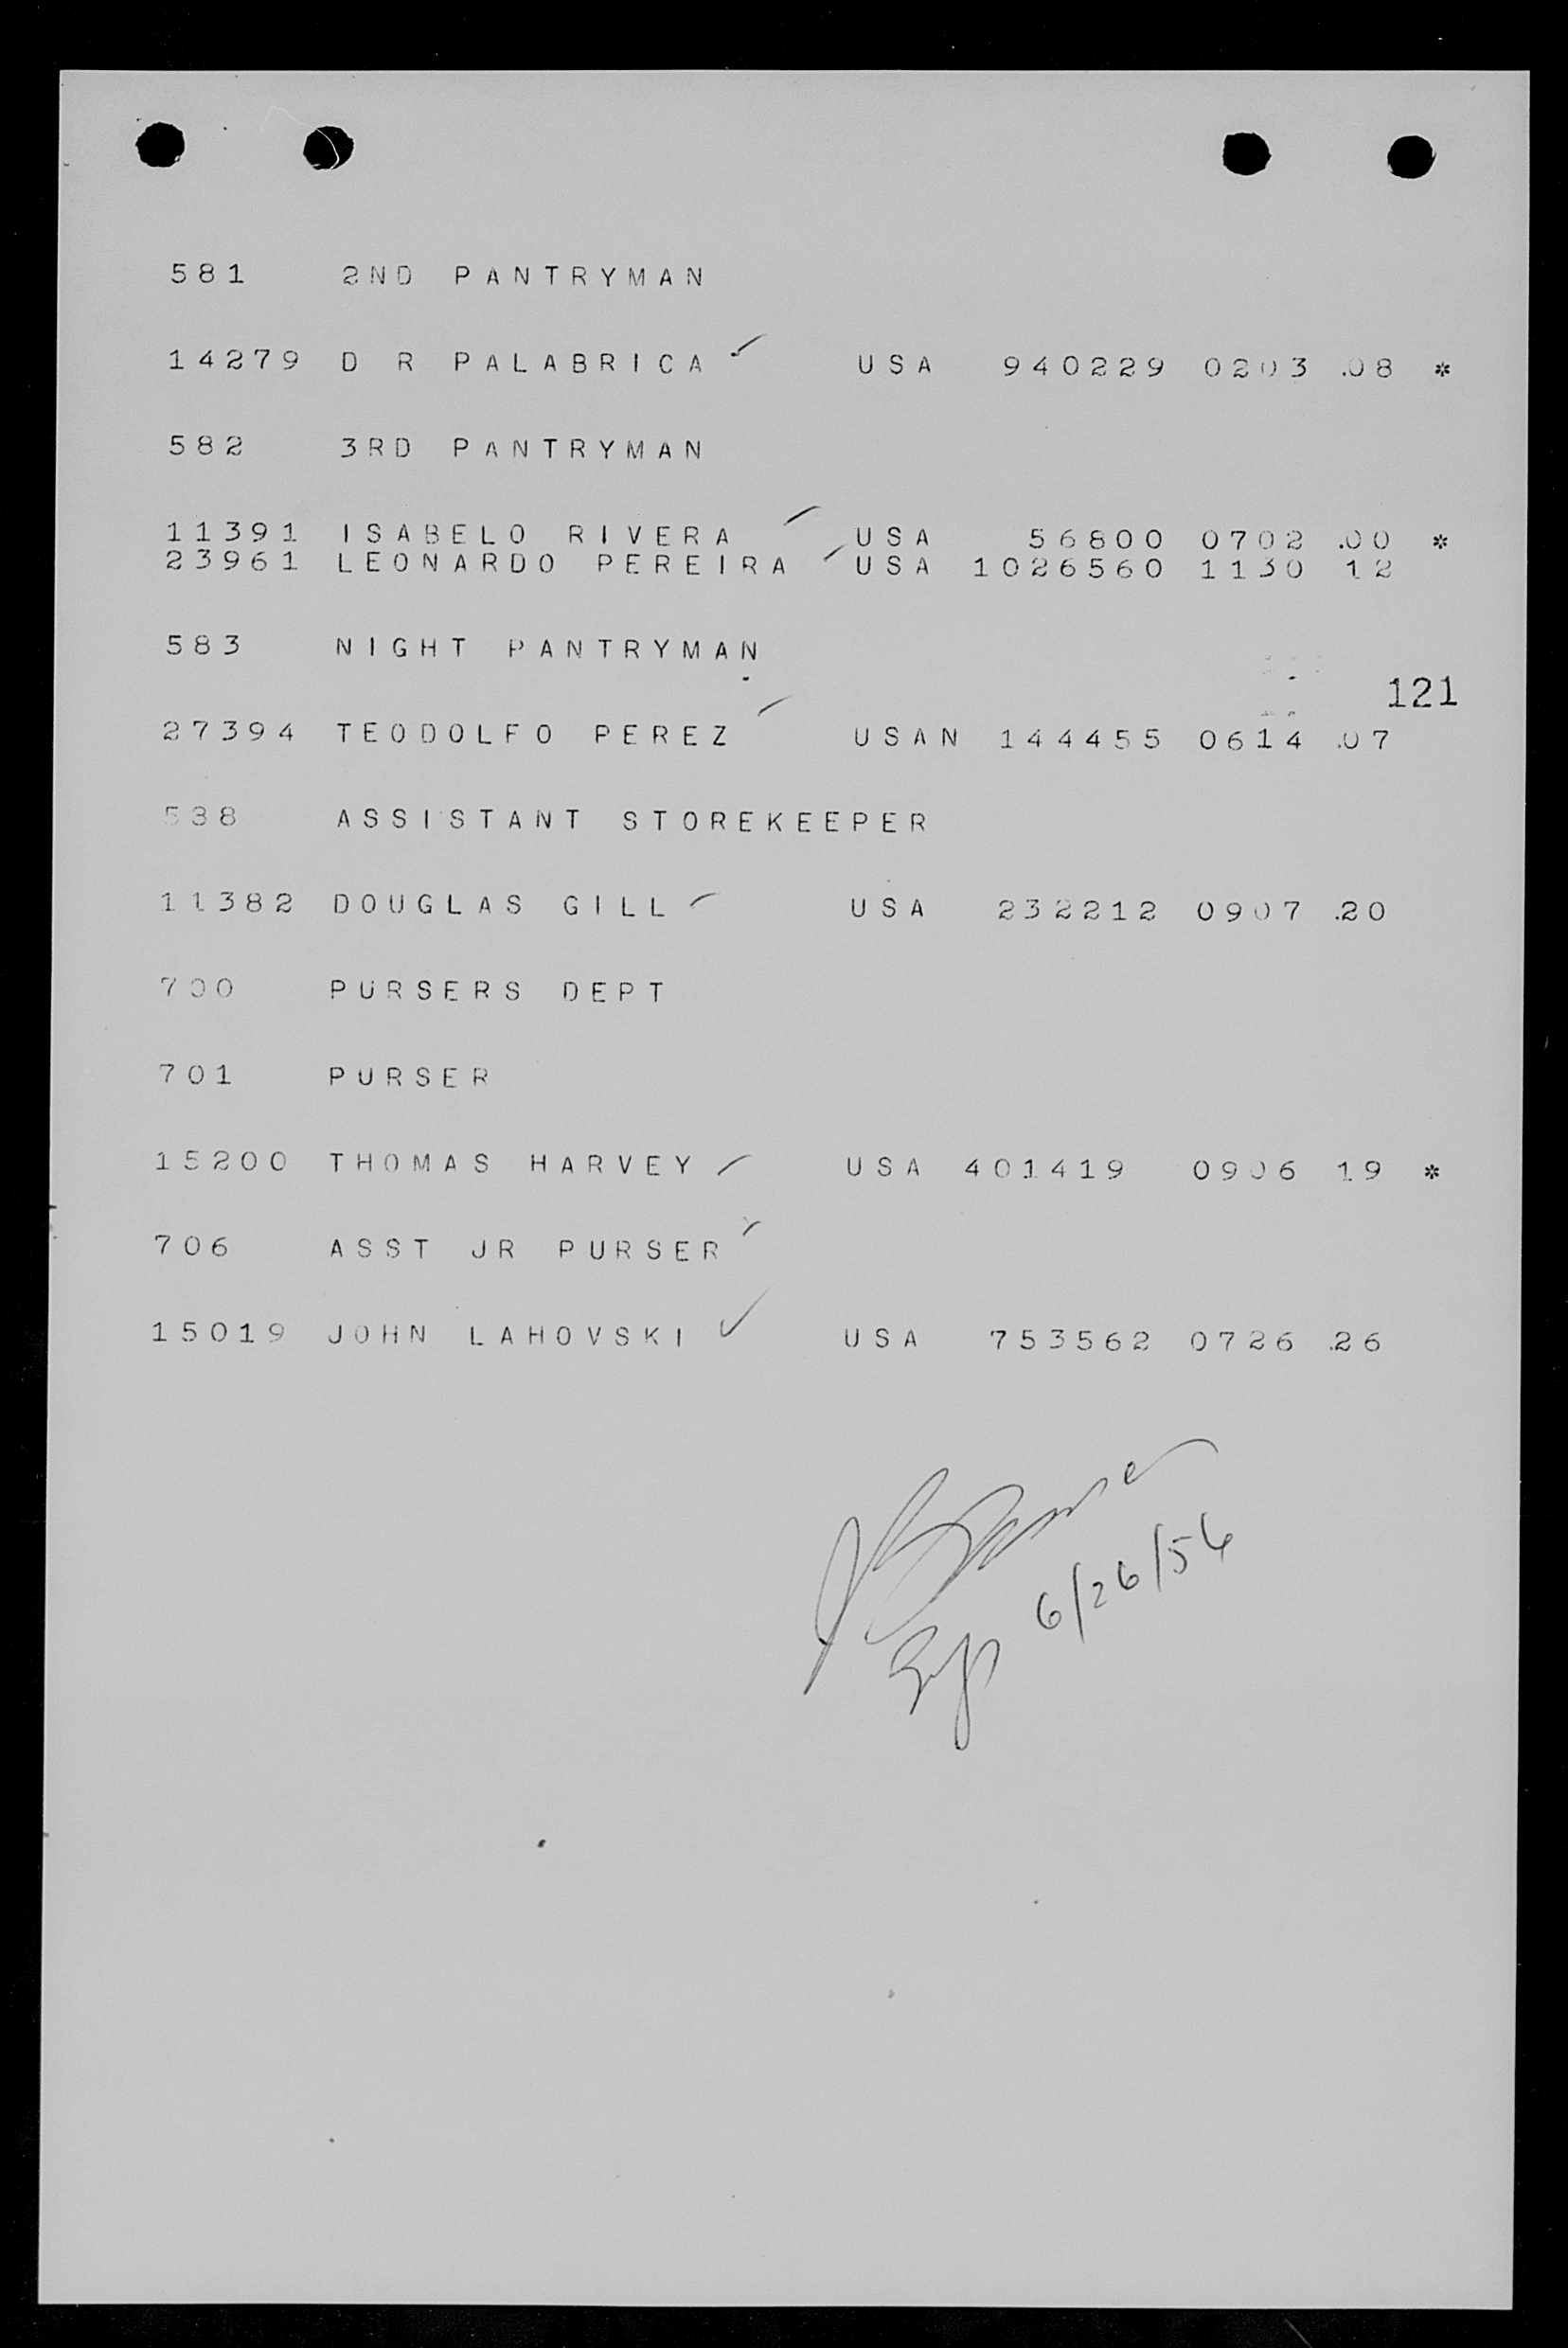 581 2ND PANTRYMAN
14279 D R PALABRICA ✓ USA 940229 0203 .08 *
582 3RD PANTRYMAN
11391 ISABELO RIVERA USA 56800 0702 .00 *
23961 LEONARDO PEREIRA USA 1026560 1130 12
583 NIGHT PANTRYMAN
121
27394 TEODOLFO PEREZ USAN 144455 0614 .07
538 ASSISTANT STOREKEEPER
11382 DOUGLAS GILL USA 232212 0907 .20
700 PURSERS DEPT
701 PURSER
15200 THOMAS HARVEY USA 401419 0906 19 *
706 ASST JR PURSER
15019 JOHN LAHOVSKI ✓ USA 753562 0726 .26
6/26/56